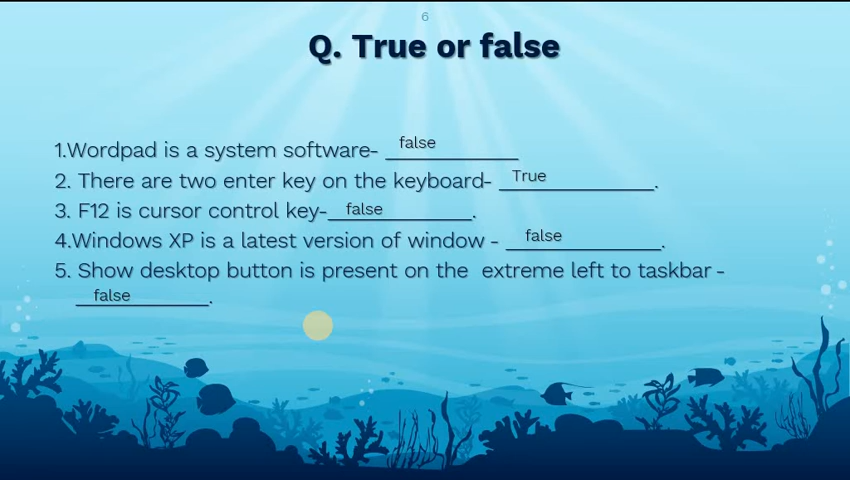 6
Q. True or false
1.Wordpad is a system software- false
2. There are two enter key on the keyboard- True.
3. F12 is cursor control key- false.
4.Windows XP is a latest version of window - false.
5. Show desktop button is present on the extreme left to taskbar -
false.